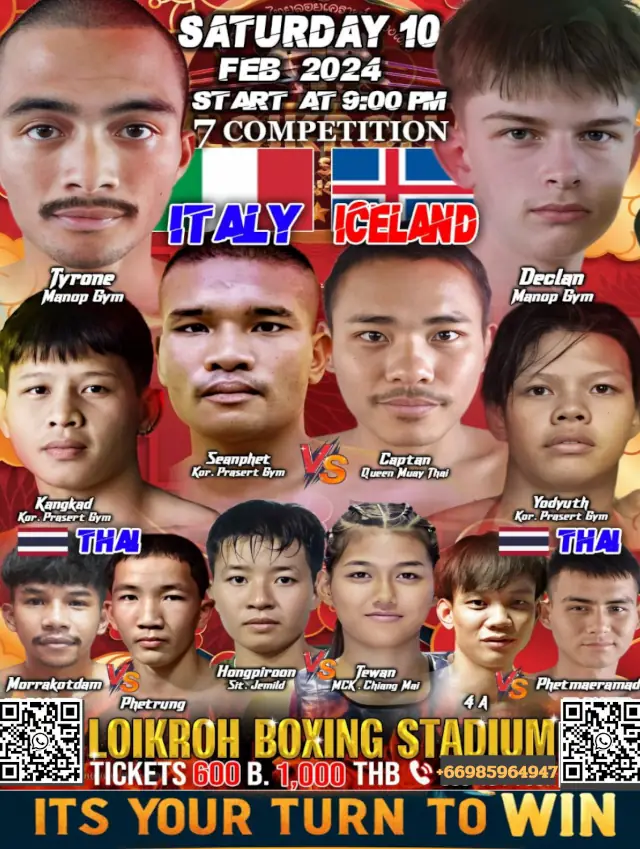 SATURDAY 10
FEB 2024
START AT 9:00 PM
7 COMPETITION
ITALY
ICELAND
Tyrone
Manop Gym
Declan
Manop Gym
Seanphet
Kor. Prasert Gym
VS
Captan
Queen Muay Thai
Kangkad
Kor. Prasert Gym
Yodyuth
Kor. Prasert Gym
THAI
THAI
Morrakotdam
VS
Phetrung
Hongpiroon
Sit. Jemild
VS
Tewan
MCK. Chiang Mai
4 A
VS
Phetmaeramad
LOIKROH BOXING STADIUM
TICKETS 600 B. 1,000 THB +66985964947
ITS YOUR TURN TO WIN